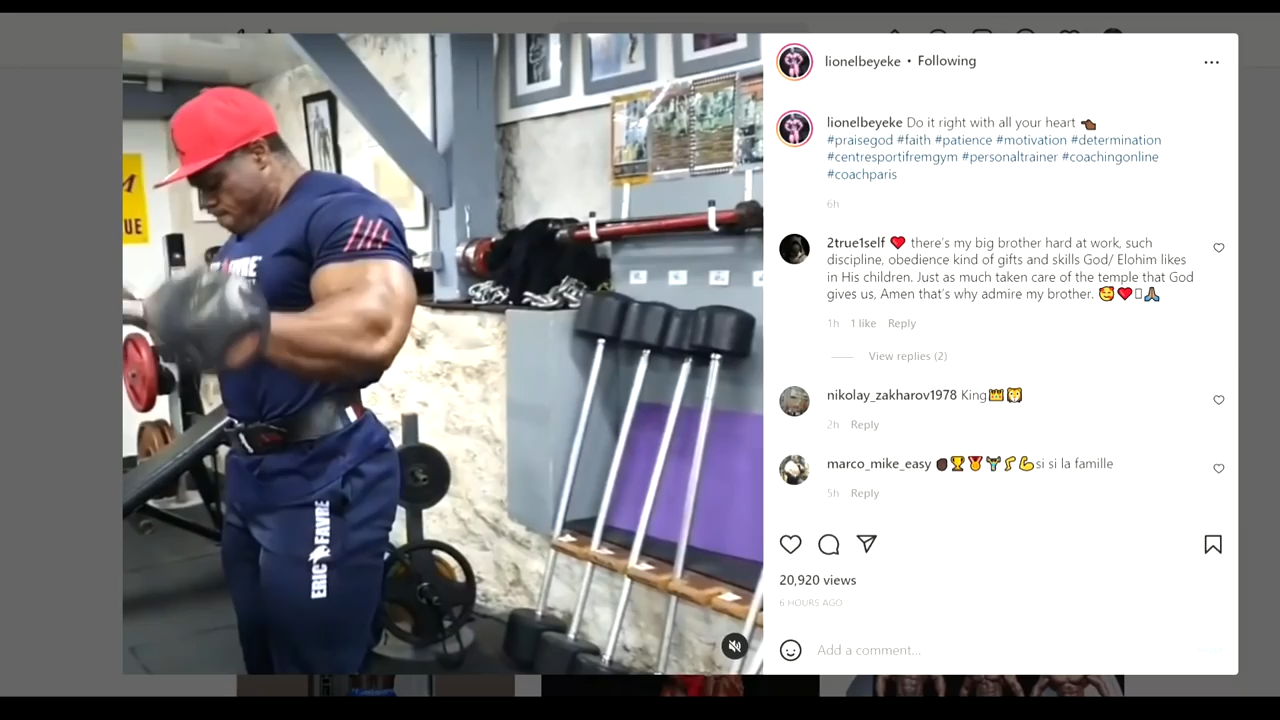 lionelbeyeke • Following
lionelbeyeke Do it right with all your heart 👈🏾
#praisegod #faith #patience #motivation #determination
#centresportifremgym #personaltrainer #coachingonline
#coachparis
6h
2true1self ❤️ there's my big brother hard at work, such
discipline, obedience kind of gifts and skills God/ Elohim likes
in His children. Just as much taken care of the temple that God
gives us, Amen that's why admire my brother. 🥰❤️🙏🏽
1h 1 like Reply
View replies (2)
nikolay_zakharov1978 King👑🐯
2h Reply
marco_mike_easy ✊🏿🏆🏅🏋🦵💪si si la famille
5h Reply
20,920 views
6 HOURS AGO
Add a comment...
UE
ERIC FAVRE